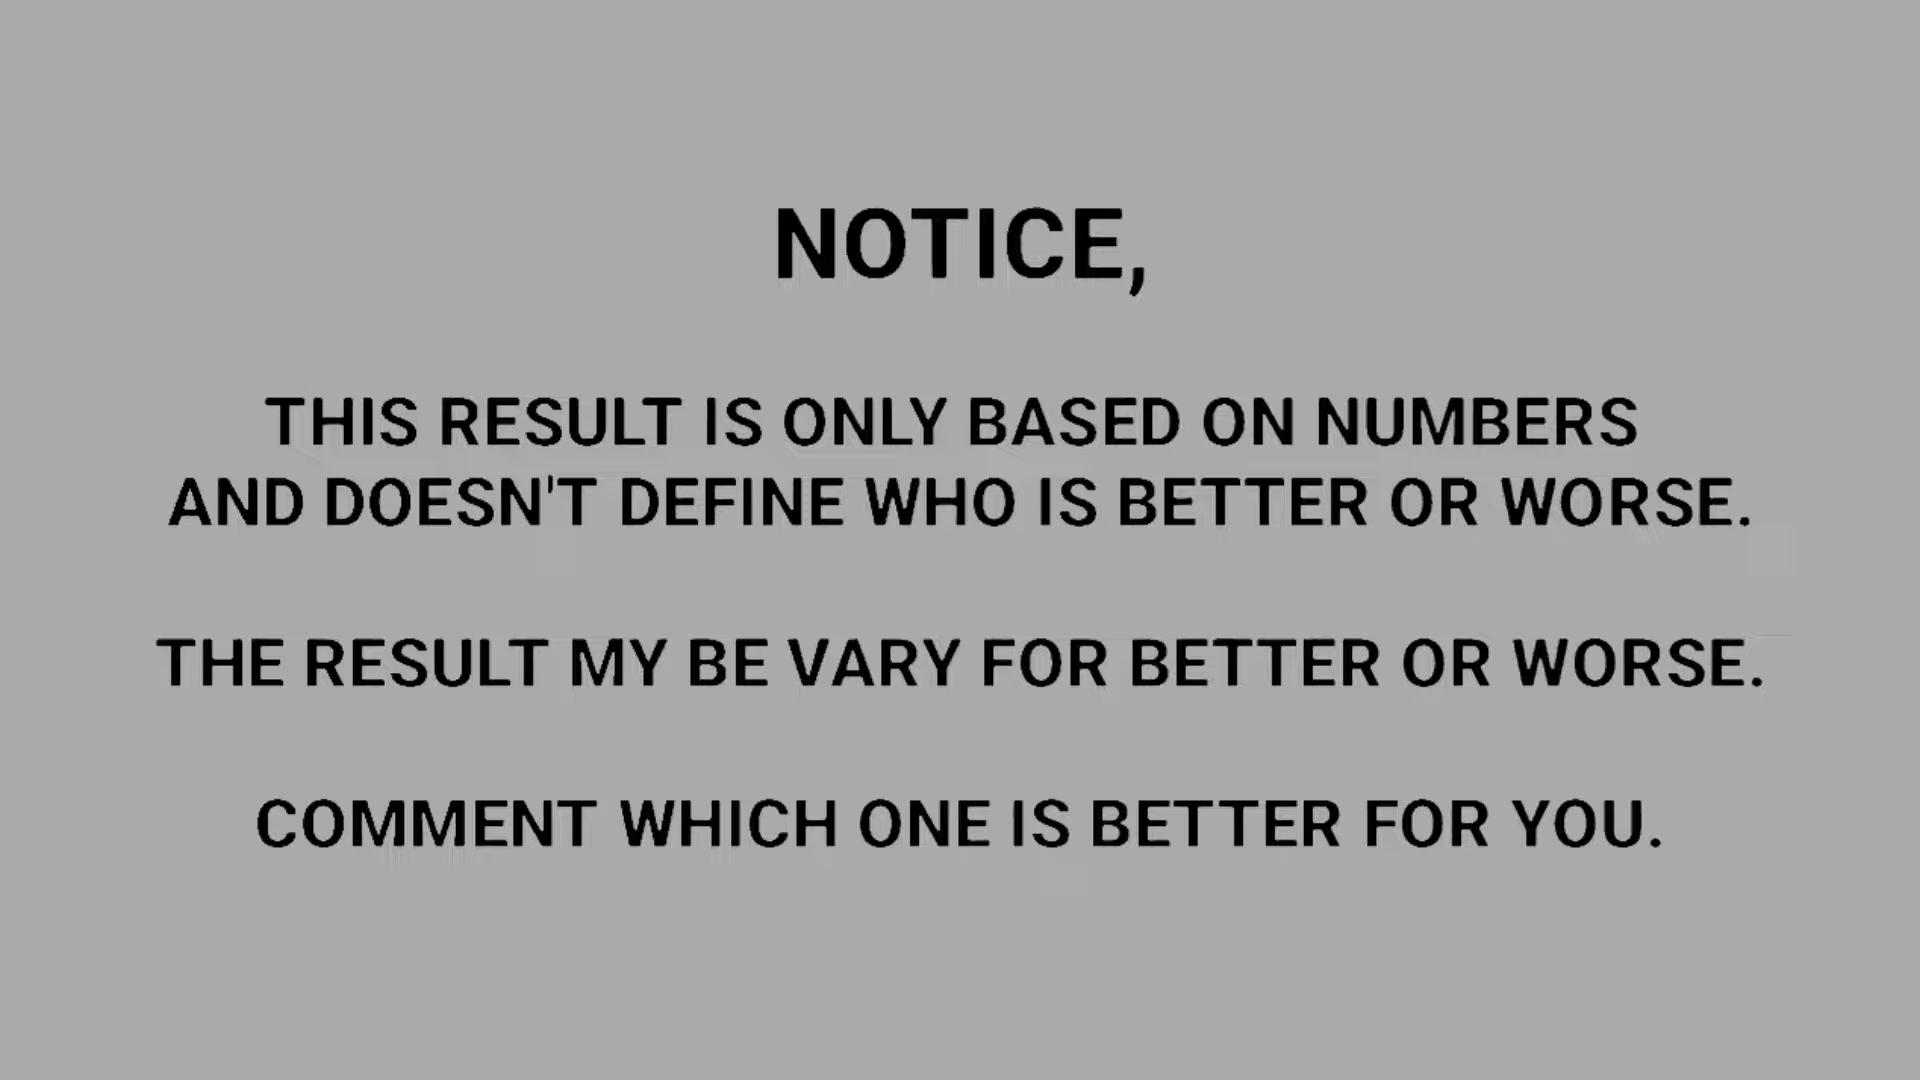 NOTICE,
THIS RESULT IS ONLY BASED ON NUMBERS
AND DOESN'T DEFINE WHO IS BETTER OR WORSE.
THE RESULT MY BE VARY FOR BETTER OR WORSE.
COMMENT WHICH ONE IS BETTER FOR YOU.